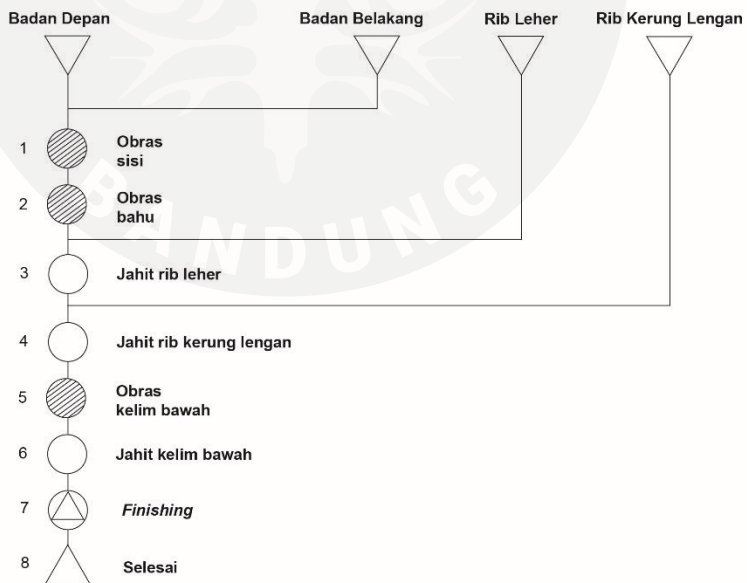 Badan Depan
Badan Belakang
Rib Leher
Rib Kerung Lengan
1
Obras
sisi
2
Obras
bahu
BANDUNG
3
Jahit rib leher
4
Jahit rib kerung lengan
5
Obras
kelim bawah
6
Jahit kelim bawah
7
Finishing
8
Selesai